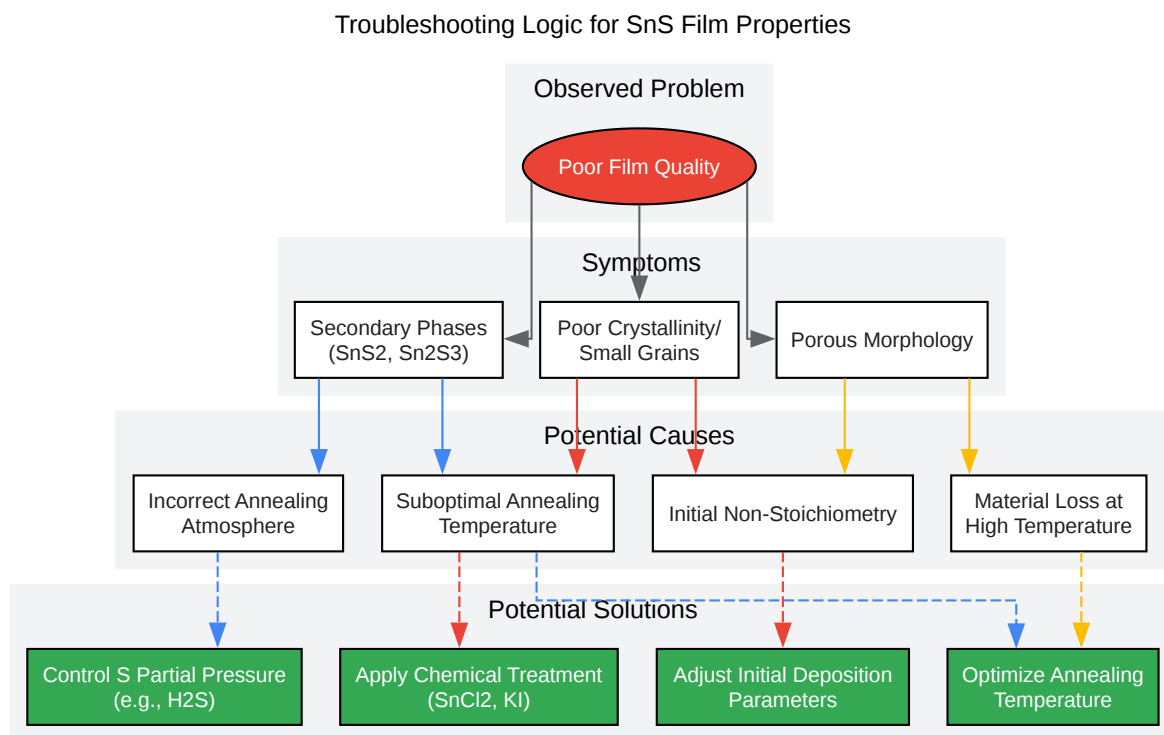 Troubleshooting Logic for SnS Film Properties
Observed Problem
Poor Film Quality
Symptoms
Secondary Phases
(SnS2, Sn2S3)
Poor Crystallinity/
Small Grains
Porous Morphology
Potential Causes
Incorrect Annealing
Atmosphere
Suboptimal Annealing
Temperature
Initial Non-Stoichiometry
Material Loss at
High Temperature
Potential Solutions
Control S Partial Pressure
(e.g., H2S)
Apply Chemical Treatment
(SnCl2, KI)
Adjust Initial Deposition
Parameters
Optimize Annealing
Temperature